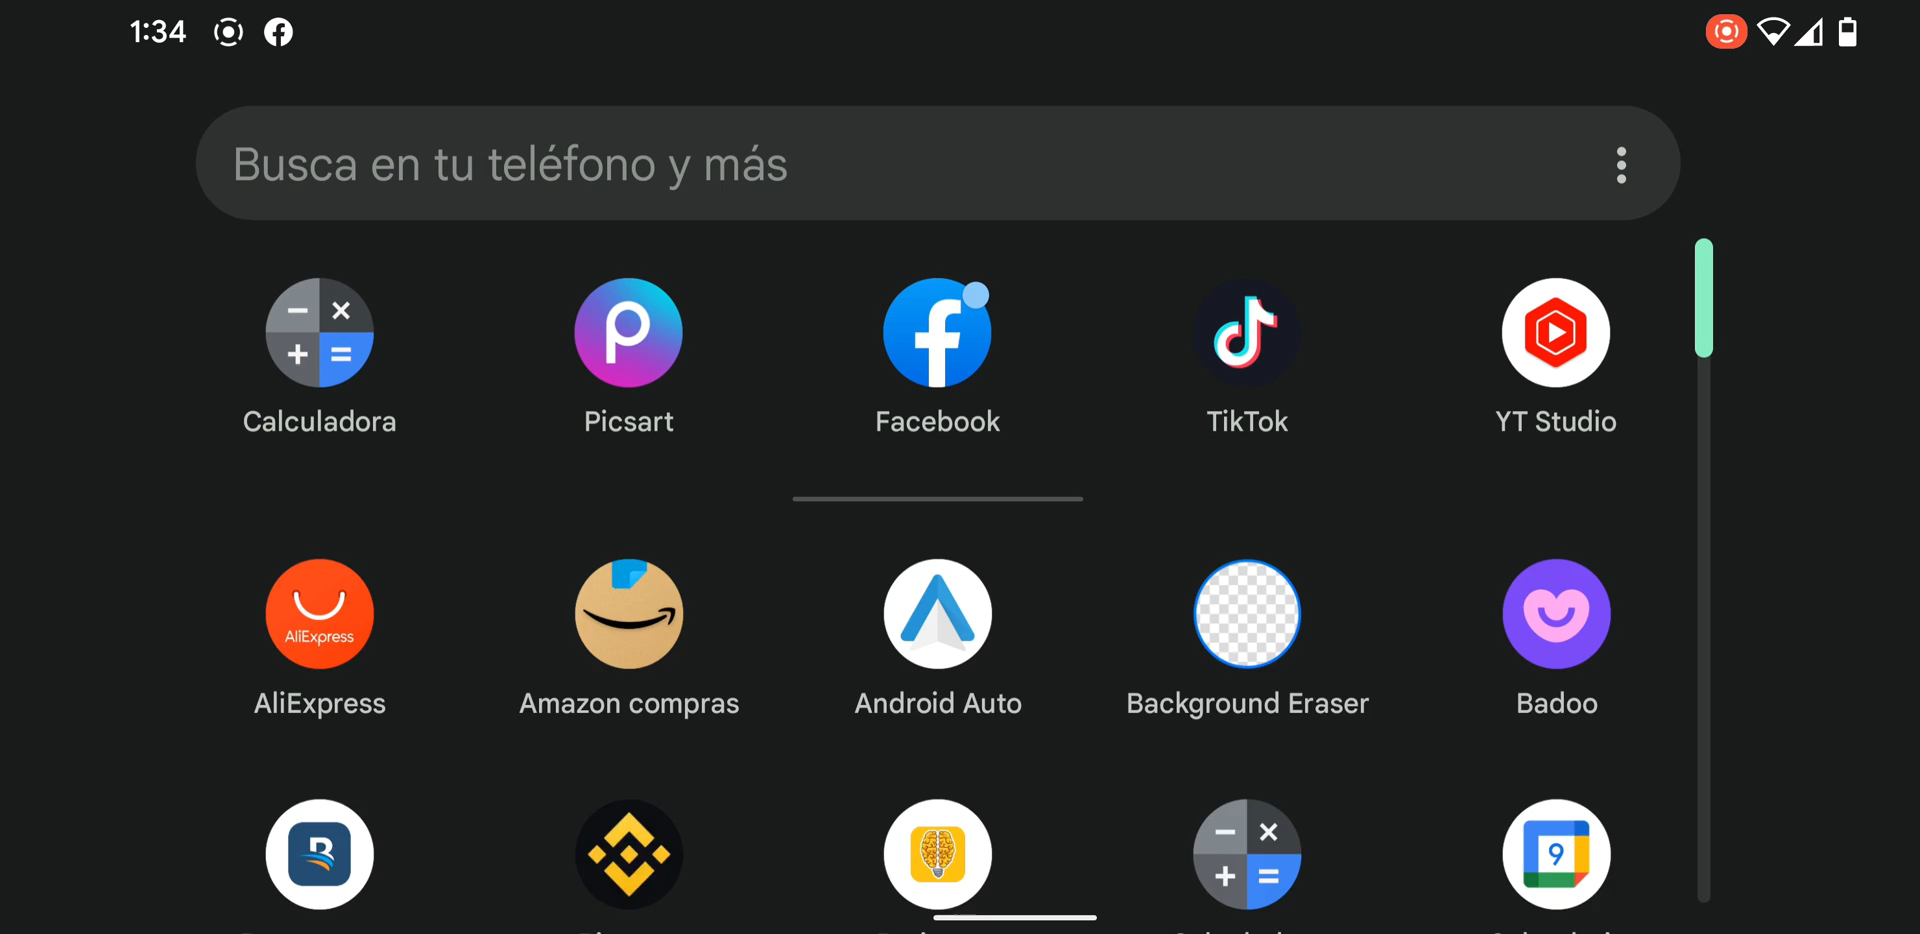 1:34
Busca en tu teléfono y más
Calculadora
Picsart
Facebook
TikTok
YT Studio
AliExpress
AliExpress
Amazon compras
Android Auto
Background Eraser
Badoo
B
9